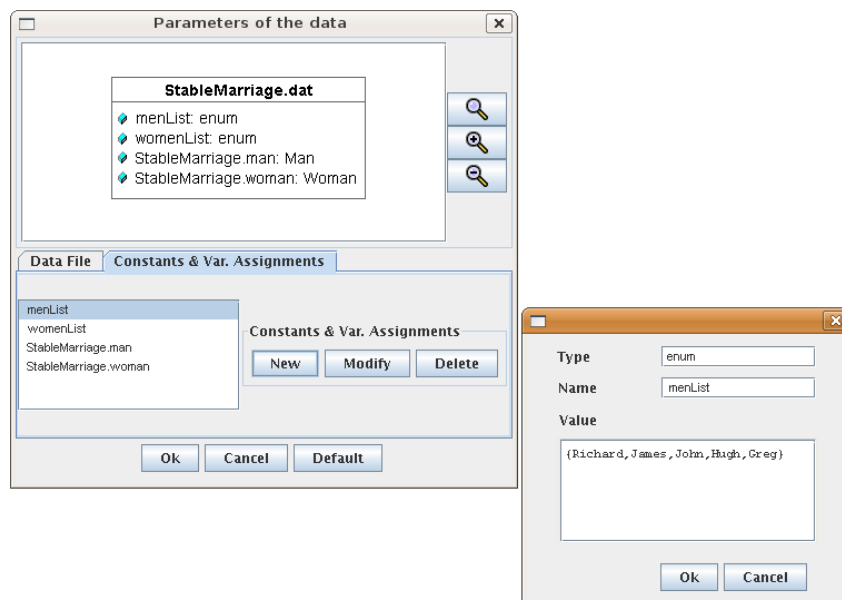 Parameters of the data
StableMarriage.dat
menList: enum
womenList: enum
StableMarriage.man: Man
StableMarriage.woman: Woman
Data File
Constants & Var. Assignments
menList
womenList
StableMarriage.man
StableMarriage.woman
Constants & Var. Assignments
New
Modify
Delete
Ok
Cancel
Default
Type
enum
Name
menList
Value
{Richard,James,John,Hugh,Greg}
Ok
Cancel